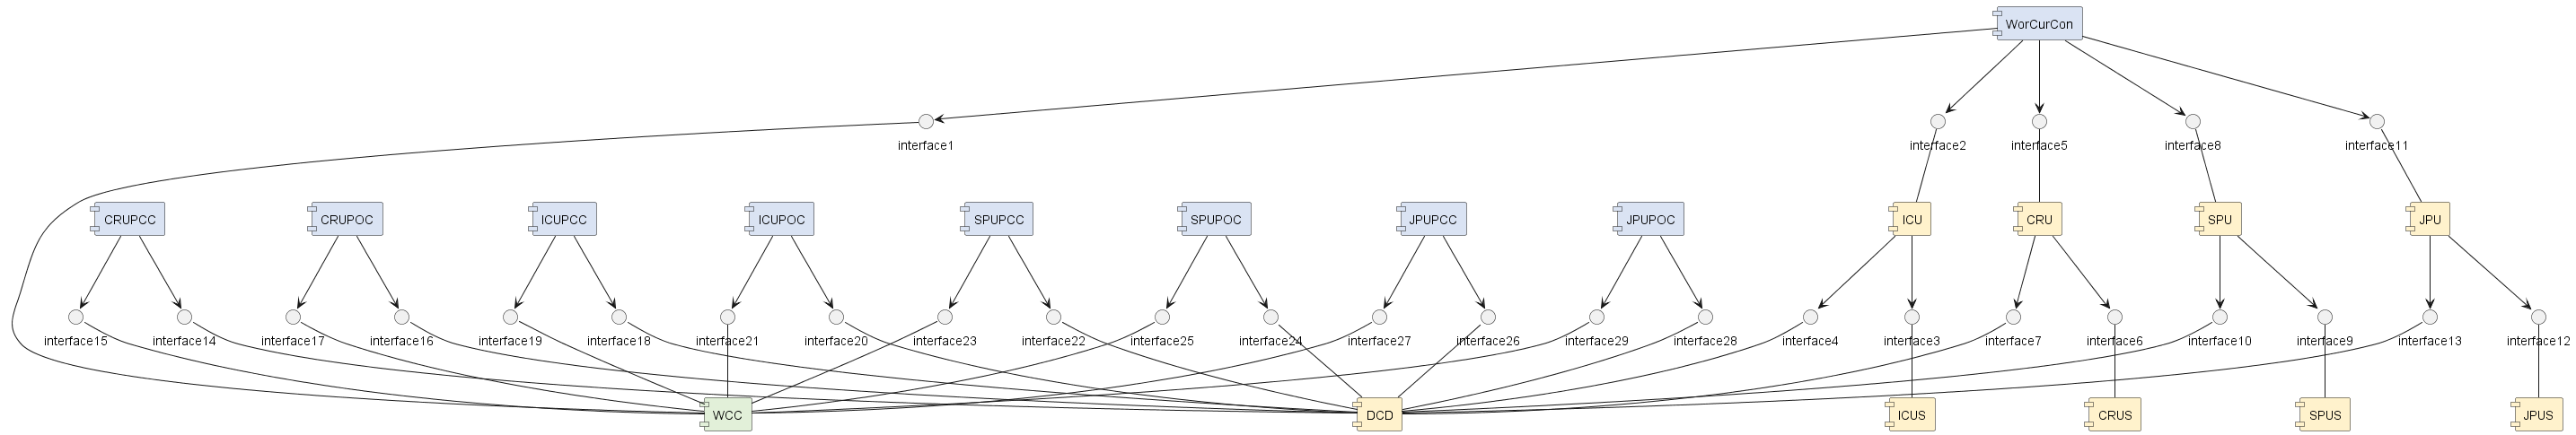 WorCurCon
interface1
interface2
interface5
interface8
interface11
CRUPCC
CRUPOC
ICUPCC
ICUPOC
SPUPCC
SPUPOC
JPUPCC
JPUPOC
ICU
CRU
SPU
JPU
interface15
interface14
interface17
interface16
interface19
interface18
interface21
interface20
interface23
interface22
interface25
interface24
interface27
interface26
interface29
interface28
interface4
interface3
interface7
interface6
interface10
interface9
interface13
interface12
WCC
DCD
ICUS
CRUS
SPUS
JPUS